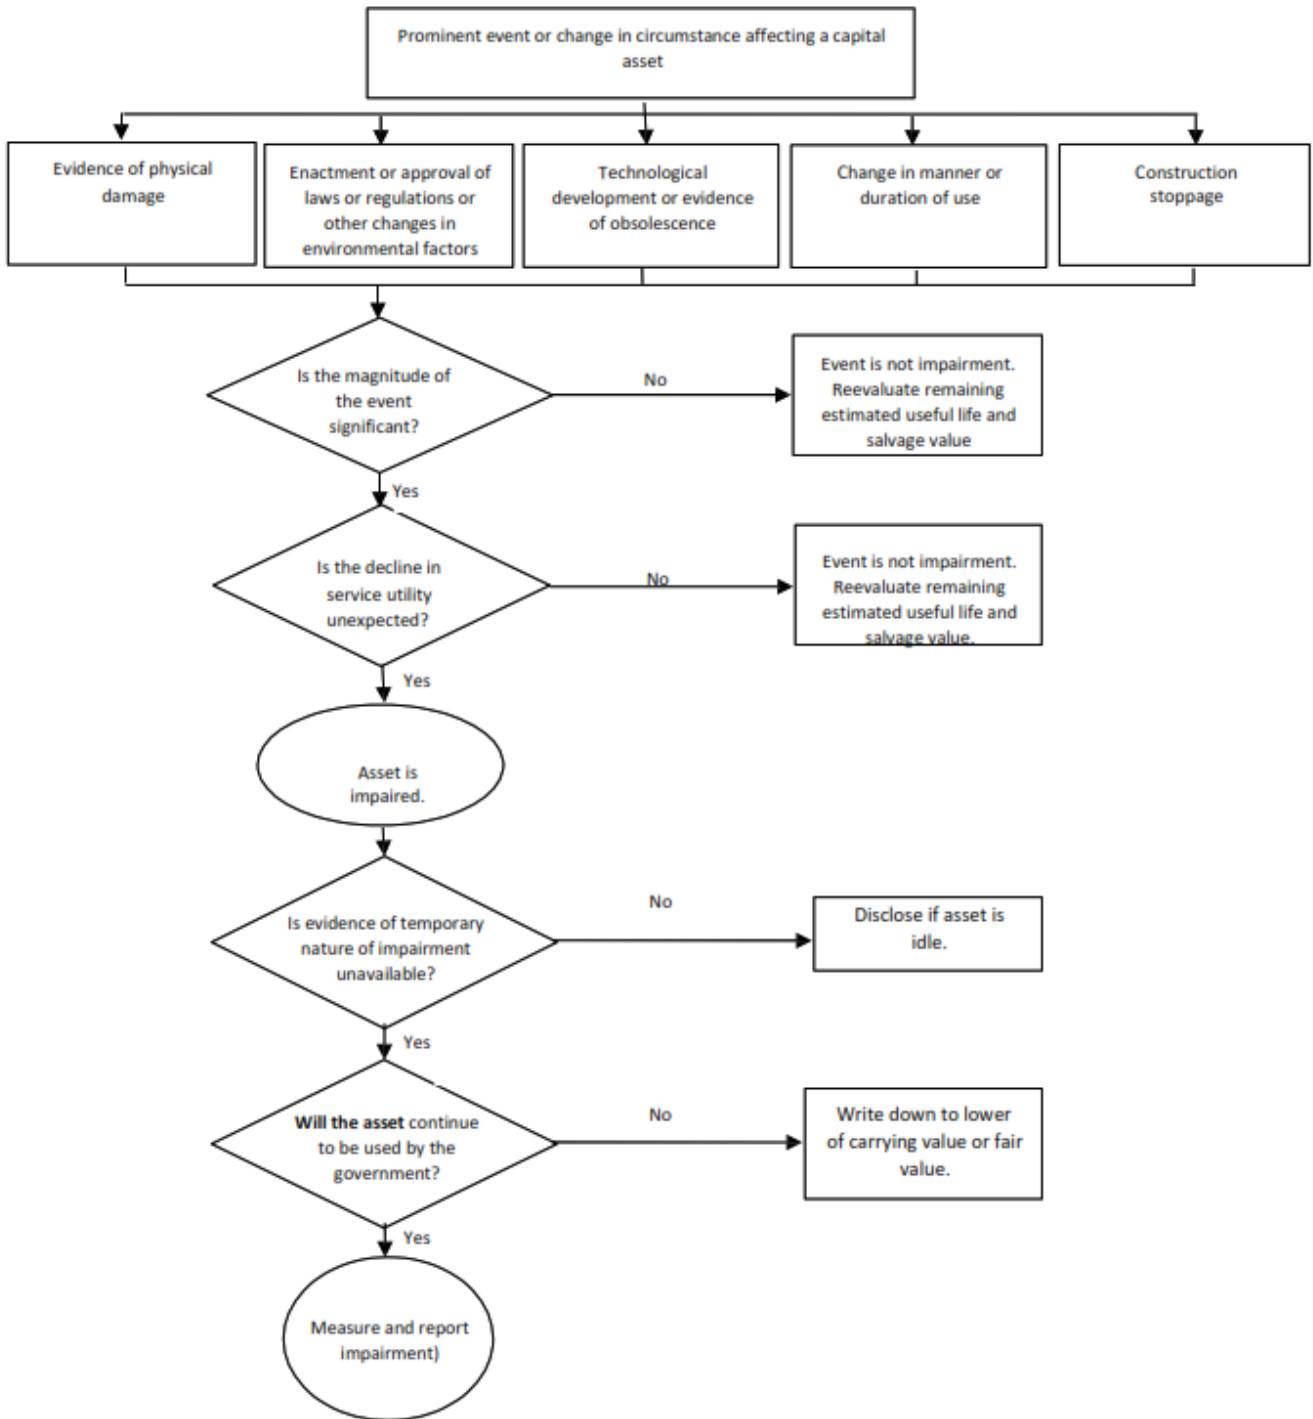 Prominent event or change in circumstance affecting a capital
asset
Evidence of physical
damage
Enactment or approval of
laws or regulations or
other changes in
environmental factors
Technological
development or evidence
of obsolescence
Change in manner or
duration of use
Construction
stoppage
Is the magnitude of
the event
significant?
No
Event is not impairment.
Reevaluate remaining
estimated useful life and
salvage value
Yes
Is the decline in
service utility
unexpected?
No
Event is not impairment.
Reevaluate remaining
estimated useful life and
salvage value.
Yes
Asset is
impaired.
Is evidence of temporary
nature of impairment
unavailable?
No
Disclose if asset is
idle.
Yes
Will the asset continue
to be used by the
government?
No
Write down to lower
of carrying value or fair
value.
Yes
Measure and report
impairment)